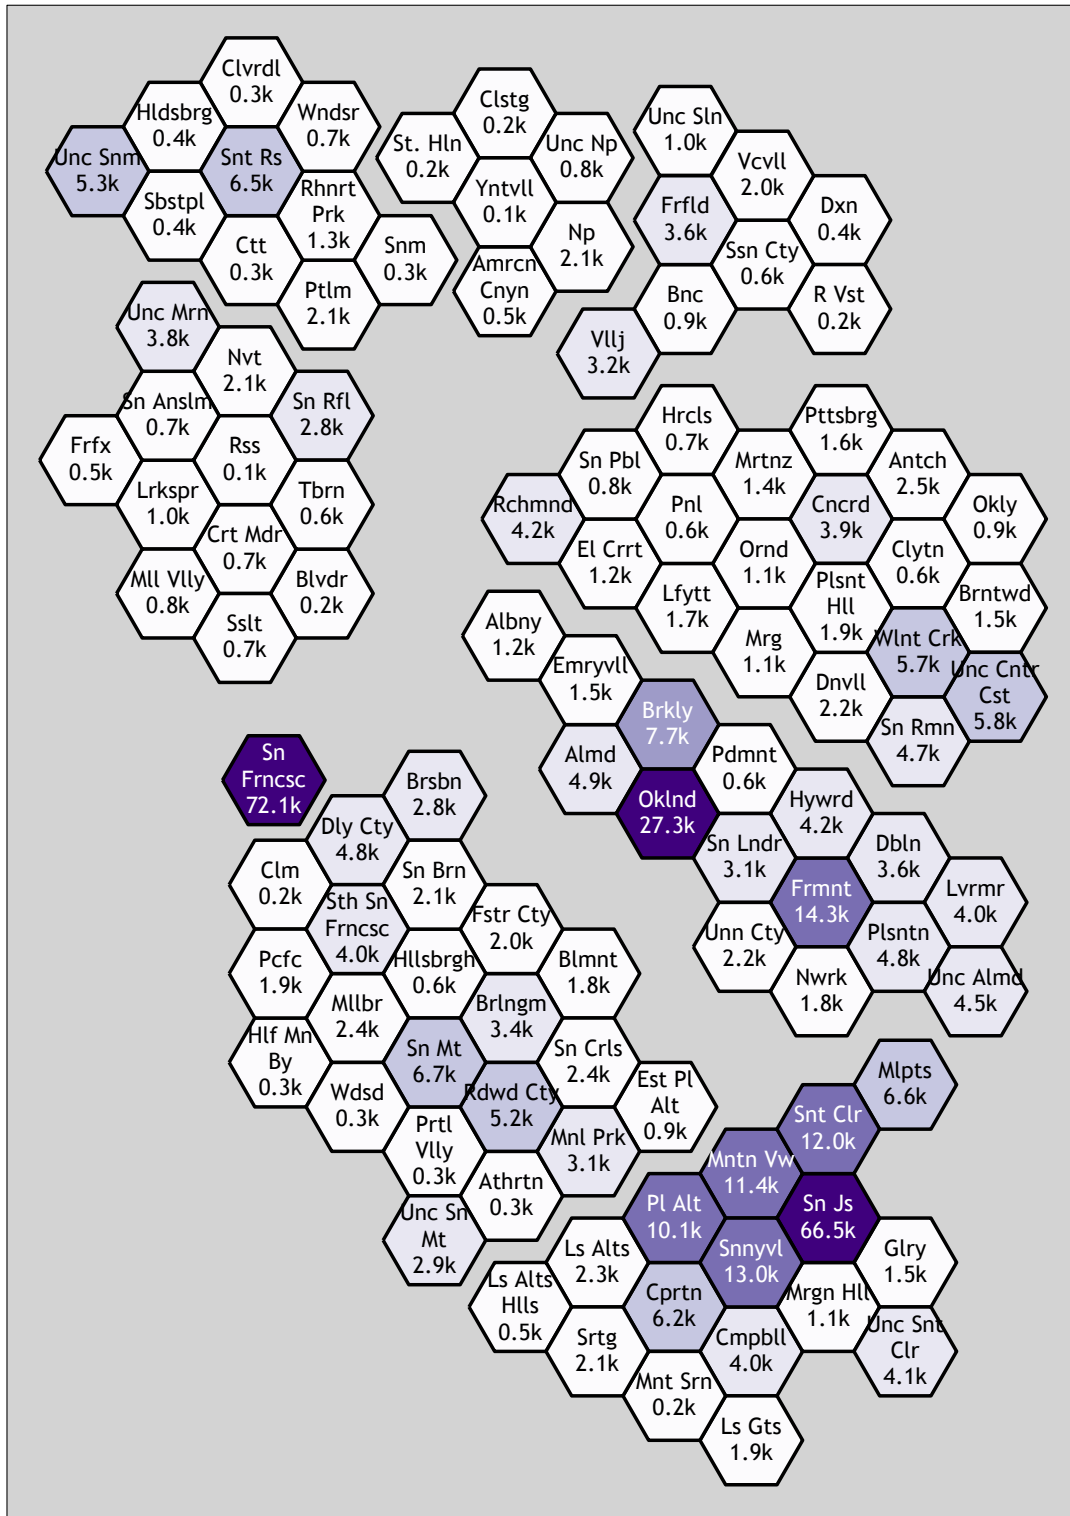 Clvrdl
0.3k
Hldsbrg
0.4k
Wndsr
0.7k
Unc Snm
5.3k
Snt Rs
6.5k
Sbstpl
0.4k
Rhnrt
Prk
1.3k
Ctt
0.3k
Snm
0.3k
Ptlm
2.1k
Clstg
0.2k
St. Hln
0.2k
Unc Np
0.8k
Yntvll
0.1k
Np
2.1k
Amrcn
Cnyn
0.5k
Unc Sln
1.0k
Vcvll
2.0k
Frfld
3.6k
Dxn
0.4k
Ssn Cty
0.6k
Bnc
0.9k
R Vst
0.2k
Vllj
3.2k
Unc Mrn
3.8k
Nvt
2.1k
Sn Anslm
0.7k
Sn Rfl
2.8k
Frfx
0.5k
Rss
0.1k
Lrkspr
1.0k
Tbrn
0.6k
Crt Mdr
0.7k
Mll Vlly
0.8k
Blvdr
0.2k
Sslt
0.7k
Hrcls
0.7k
Pttsbrg
1.6k
Sn Pbl
0.8k
Mrtnz
1.4k
Antch
2.5k
Rchmnd
4.2k
Pnl
0.6k
Cncrd
3.9k
Okly
0.9k
El Crrt
1.2k
Ornd
1.1k
Clytn
0.6k
Lfytt
1.7k
Plsnt
Hll
1.9k
Brntwd
1.5k
Mrg
1.1k
Wlnt Crk
5.7k
Dnvll
2.2k
Unc Cntr
Cst
5.8k
Sn Rmn
4.7k
Albny
1.2k
Emryvll
1.5k
Brkly
7.7k
Almd
4.9k
Pdmnt
0.6k
Oklnd
27.3k
Hywrd
4.2k
Sn Lndr
3.1k
Dbln
3.6k
Frmnt
14.3k
Lvrmr
4.0k
Unn Cty
2.2k
Plsntn
4.8k
Nwrk
1.8k
Unc Almd
4.5k
Sn
Frncsc
72.1k
Brsbn
2.8k
Dly Cty
4.8k
Clm
0.2k
Sn Brn
2.1k
Sth Sn
Frncsc
4.0k
Fstr Cty
2.0k
Pcfc
1.9k
Hllsbrgh
0.6k
Blmnt
1.8k
Mllbr
2.4k
Brlngm
3.4k
Hlf Mn
By
0.3k
Sn Mt
6.7k
Sn Crls
2.4k
Wdsd
0.3k
Rdwd Cty
5.2k
Est Pl
Alt
0.9k
Prtl
Vlly
0.3k
Mnl Prk
3.1k
Athrtn
0.3k
Unc Sn
Mt
2.9k
Mlpts
6.6k
Snt Clr
12.0k
Mntn Vw
11.4k
Pl Alt
10.1k
Sn Js
66.5k
Ls Alts
2.3k
Snnyvl
13.0k
Glry
1.5k
Ls Alts
Hlls
0.5k
Cprtn
6.2k
Mrgn Hll
1.1k
Srtg
2.1k
Cmpbll
4.0k
Unc Snt
Clr
4.1k
Mnt Srn
0.2k
Ls Gts
1.9k